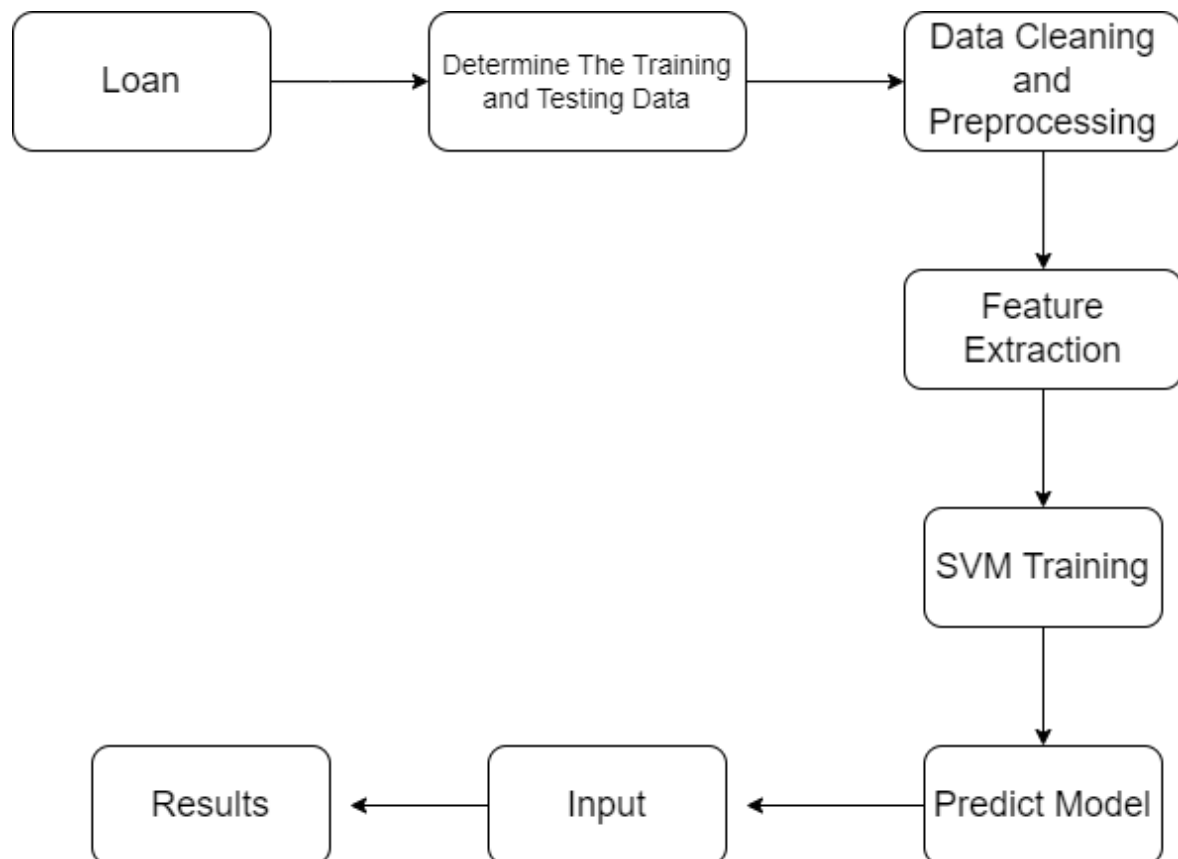 Loan
Determine The Training
and Testing Data
Data Cleaning
and
Preprocessing
Feature
Extraction
SVM Training
Predict Model
Input
Results